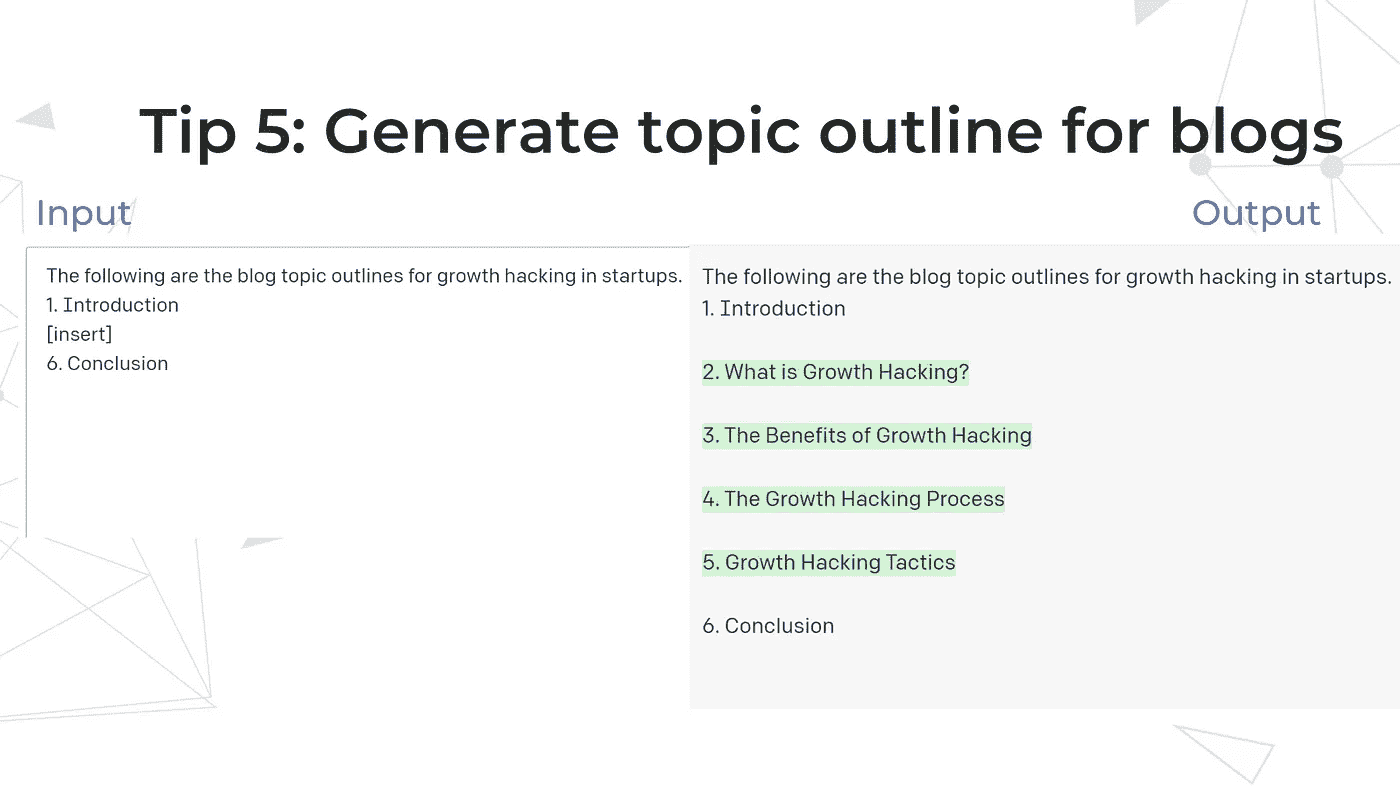 Tip 5: Generate topic outline for blogs
Input
The following are the blog topic outlines for growth hacking in startups.
1. Introduction
[insert]
6. Conclusion
Output
The following are the blog topic outlines for growth hacking in startups.
1. Introduction
2. What is Growth Hacking?
3. The Benefits of Growth Hacking
4. The Growth Hacking Process
5. Growth Hacking Tactics
6. Conclusion